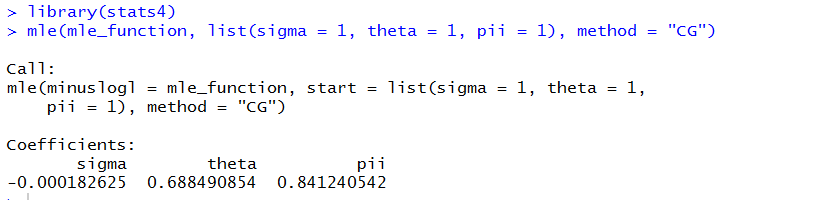 > library(stats4)
> mle(mle_function, list(sigma = 1, theta = 1, pii = 1), method = "CG")
Call:
mle(minuslogl = mle_function, start = list(sigma = 1, theta = 1,
    pii = 1), method = "CG")
Coefficients:
       sigma        theta          pii
-0.000182625  0.688490854  0.841240542